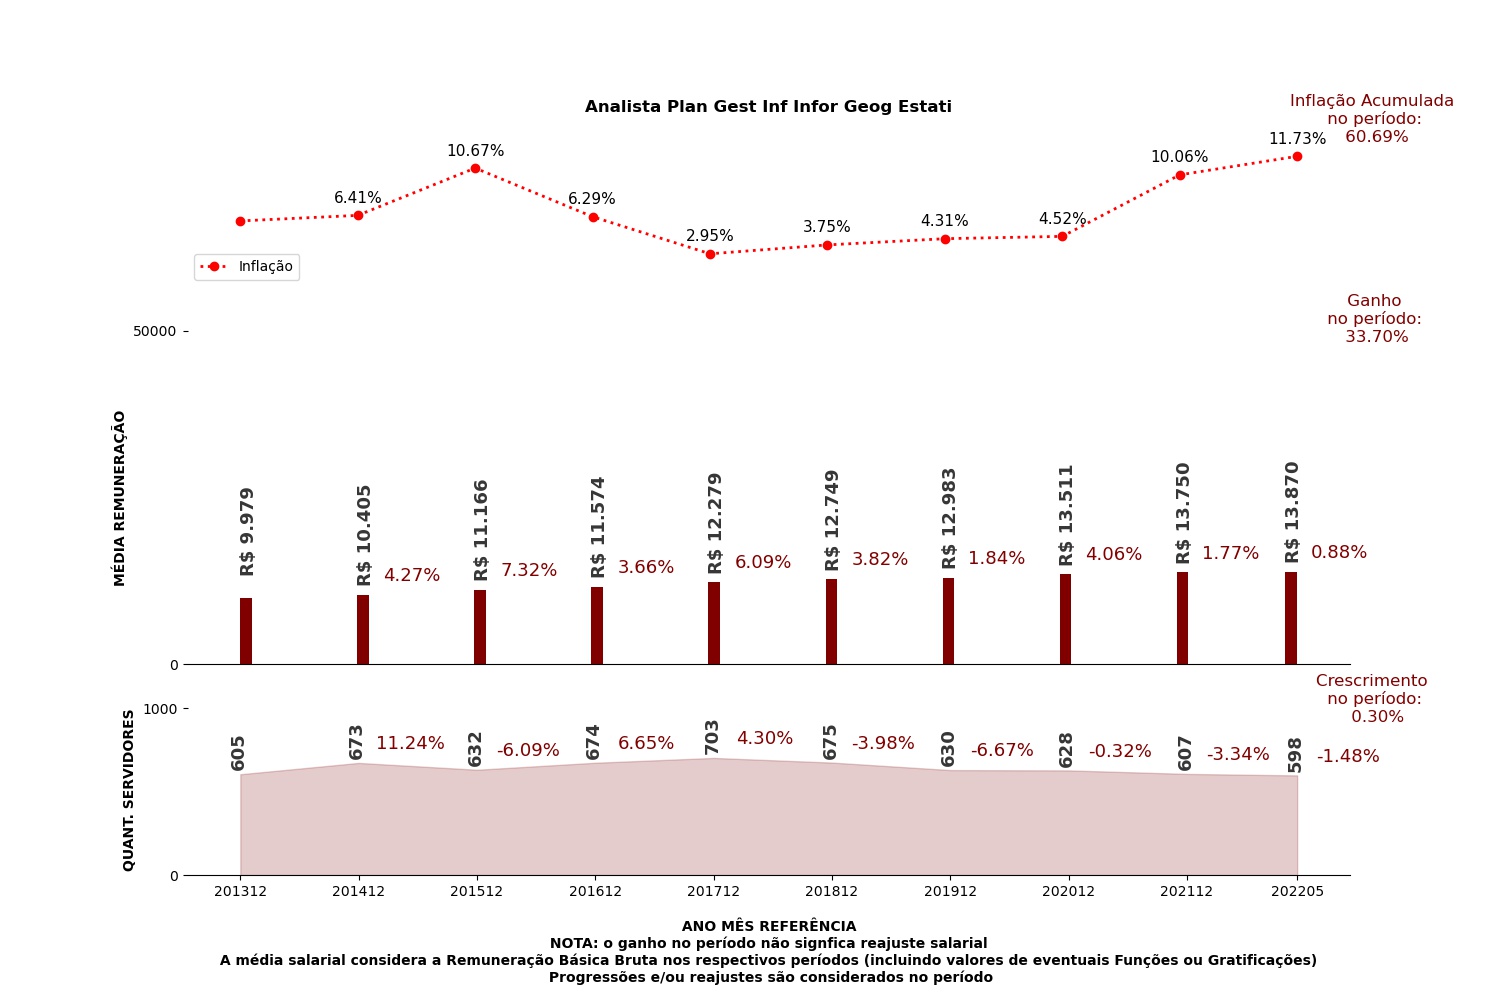 Analista Plan Gest Inf Infor Geog Estati
Inflação Acumulada
no período:
60.69%
6.41%
10.67%
6.29%
2.95%
3.75%
4.31%
4.52%
10.06%
11.73%
Inflação
Ganho
no período:
33.70%
MÉDIA REMUNERAÇÃO
50000
0
R$ 9.979
R$ 10.405
R$ 11.166
R$ 11.574
R$ 12.279
R$ 12.749
R$ 12.983
R$ 13.511
R$ 13.750
R$ 13.870
4.27%
7.32%
3.66%
6.09%
3.82%
1.84%
4.06%
1.77%
0.88%
Crescrimento
no período:
0.30%
QUANT. SERVIDORES
1000
0
605
673
632
674
703
675
630
628
607
598
11.24%
-6.09%
6.65%
4.30%
-3.98%
-6.67%
-0.32%
-3.34%
-1.48%
201312
201412
201512
201612
201712
201812
201912
202012
202112
202205
ANO MÊS REFERÊNCIA
NOTA: o ganho no período não signfica reajuste salarial
A média salarial considera a Remuneração Básica Bruta nos respectivos períodos (incluindo valores de eventuais Funções ou Gratificações)
Progressões e/ou reajustes são considerados no período